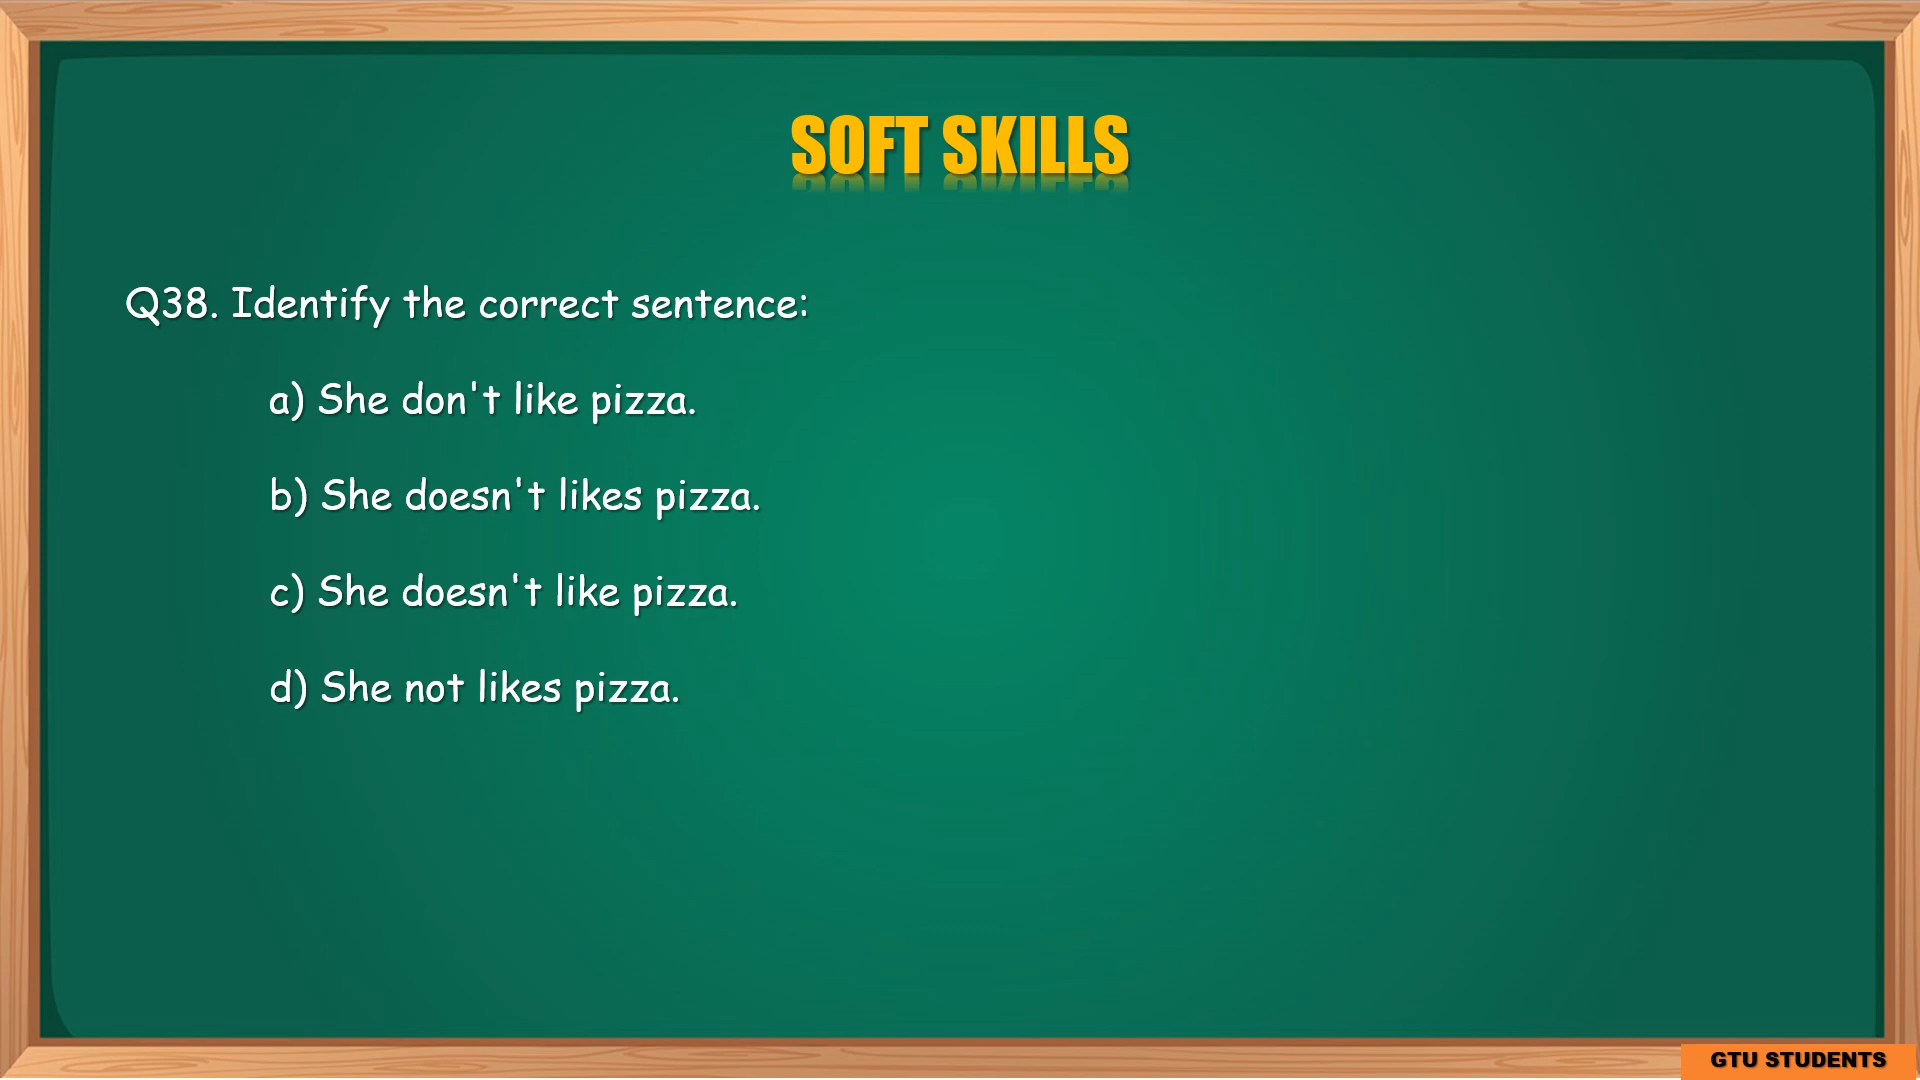 SOFT SKILLS
Q38. Identify the correct sentence:
a) She don't like pizza.
b) She doesn't likes pizza.
c) She doesn't like pizza.
d) She not likes pizza.
GTU STUDENTS